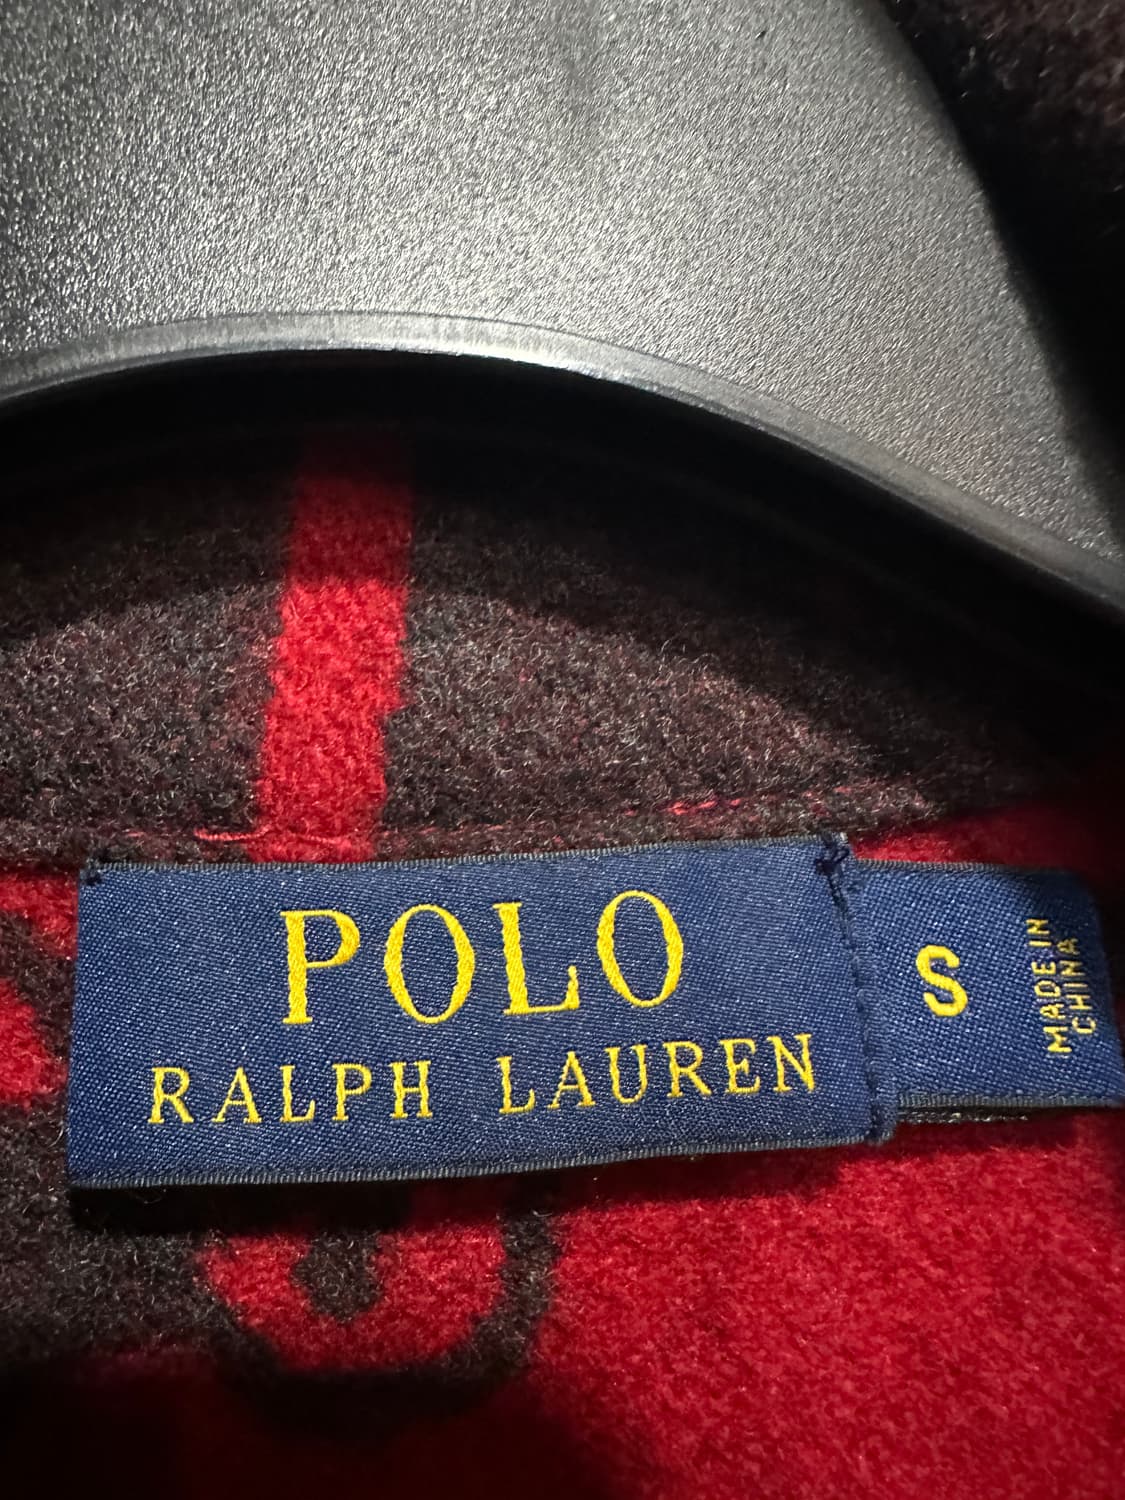 POLO
RALPH LAUREN
S
MADE IN
CHINA